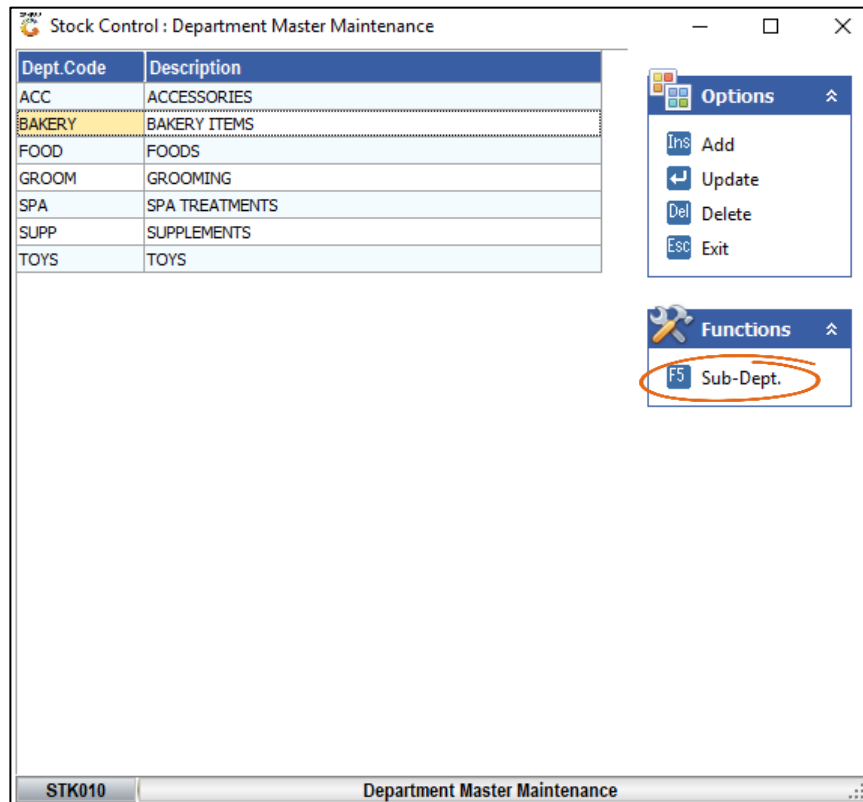 Stock Control : Department Master Maintenance
Dept.Code Description
ACC ACCESSORIES
BAKERY BAKERY ITEMS
FOOD FOODS
GROOM GROOMING
SPA SPA TREATMENTS
SUPP SUPPLEMENTS
TOYS TOYS
Options
Ins Add
Update
Del Delete
Esc Exit
Functions
F5 Sub-Dept.
STK010 Department Master Maintenance